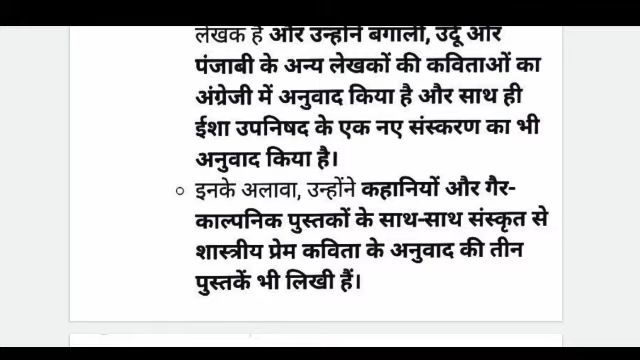 लेखक हैं और उन्होंने बंगाली, उर्दू और
पंजाबी के अन्य लेखकों की कविताओं का
अंग्रेजी में अनुवाद किया है और साथ ही
ईशा उपनिषद के एक नए संस्करण का भी
अनुवाद किया है।
इनके अलावा, उन्होंने कहानियों और गैर-
काल्पनिक पुस्तकों के साथ-साथ संस्कृत से
शास्त्रीय प्रेम कविता के अनुवाद की तीन
पुस्तकें भी लिखी हैं।